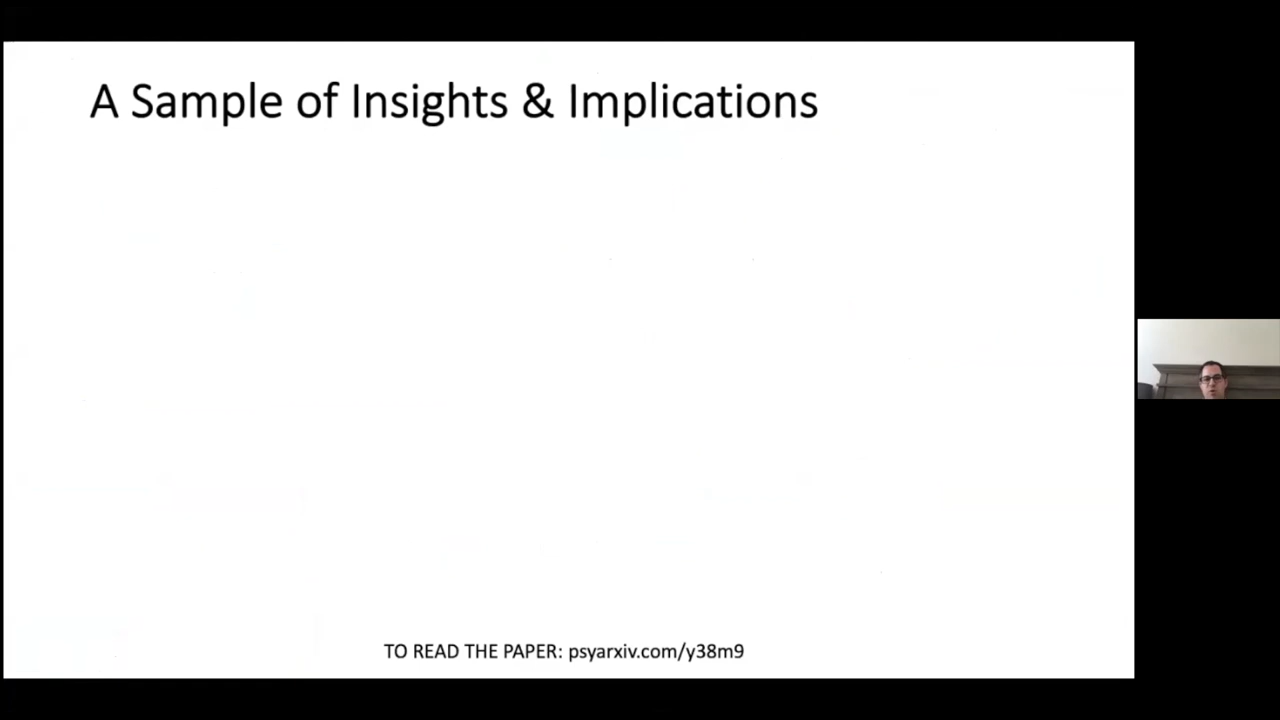 A Sample of Insights & Implications
TO READ THE PAPER: psyarxiv.com/y38m9